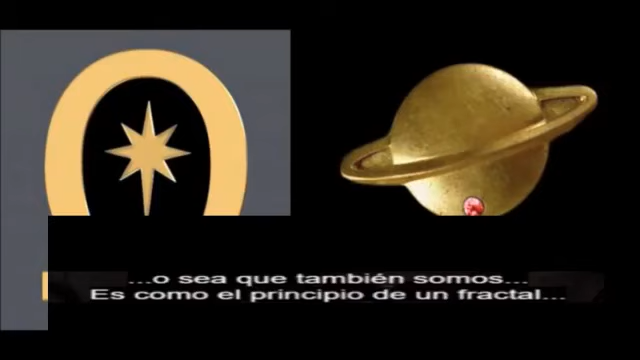 ...o sea que también somos...
Es como el principio de un fractal...